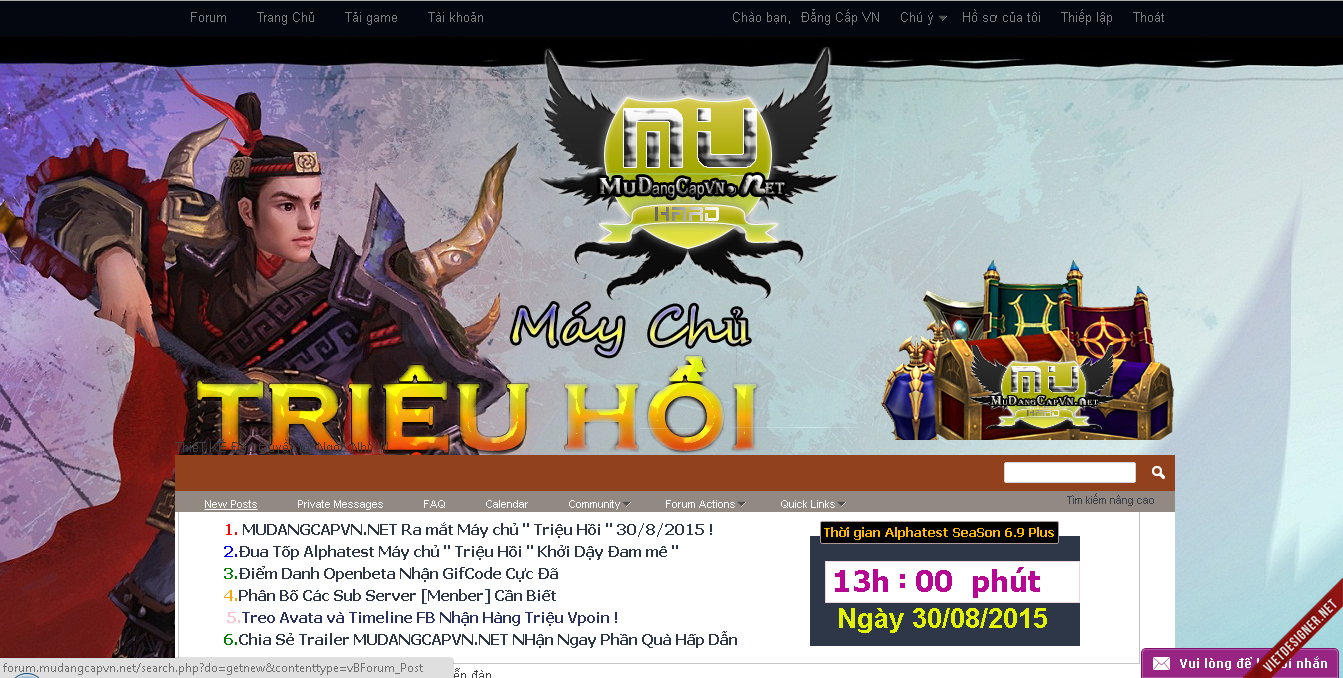 Forum Trang Chủ Tải game Tài khoản Chào bạn, Đẳng Cấp VN Chú ý Hồ sơ của tôi Thiếp lập Thoát
MU
MuDangCapVN.Net
HARD
Máy Chủ
TRIỆU HỒI
MU
MuDangCapVN.Net
HARD
New Posts Private Messages FAQ Calendar Community Forum Actions Quick Links Tìm kiếm nâng cao
1. MUDANGCAPVN.NET Ra mắt Máy chủ " Triệu Hồi " 30/8/2015 !
2.Đua Tốp Alphatest Máy chủ " Triệu Hồi " Khởi Dậy Đam mê "
3.Điểm Danh Openbeta Nhận GifCode Cực Đã
4.Phân Bố Các Sub Server [Menber] Cần Biết
5.Treo Avata và Timeline FB Nhận Hàng Triệu Vpoin !
6.Chia Sẻ Trailer MUDANGCAPVN.NET NHận Ngay Phần Quà Hấp Dẫn
Thời gian Alphatest SeaSon 6.9 Plus
13h : 00 phút
Ngày 30/08/2015
VIETDESIGNER.NET
Vui lòng để nhắn
forum.mudangcapvn.net/search.php?do=getnew&contenttype=vBForum_Post
đàn